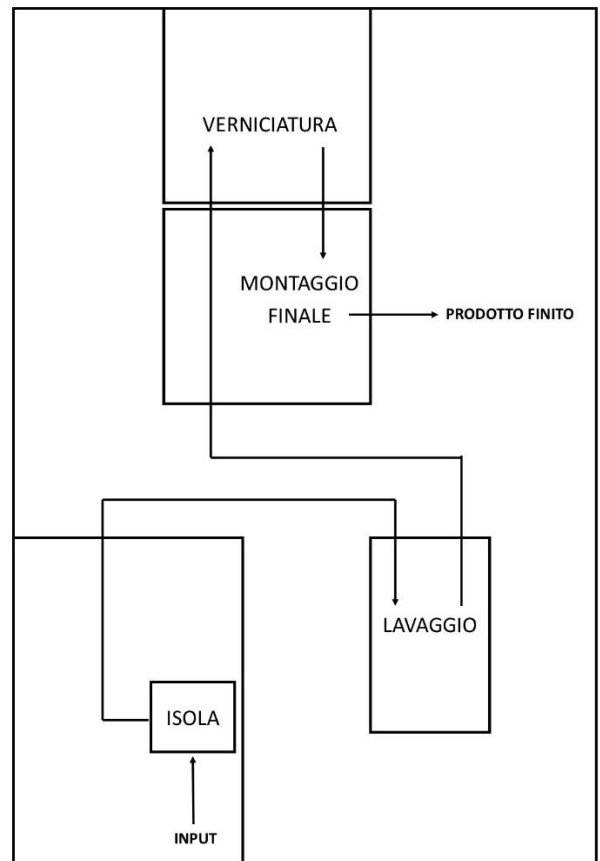 VERNICIATURA
MONTAGGIO
FINALE
PRODOTTO FINITO
LAVAGGIO
ISOLA
INPUT